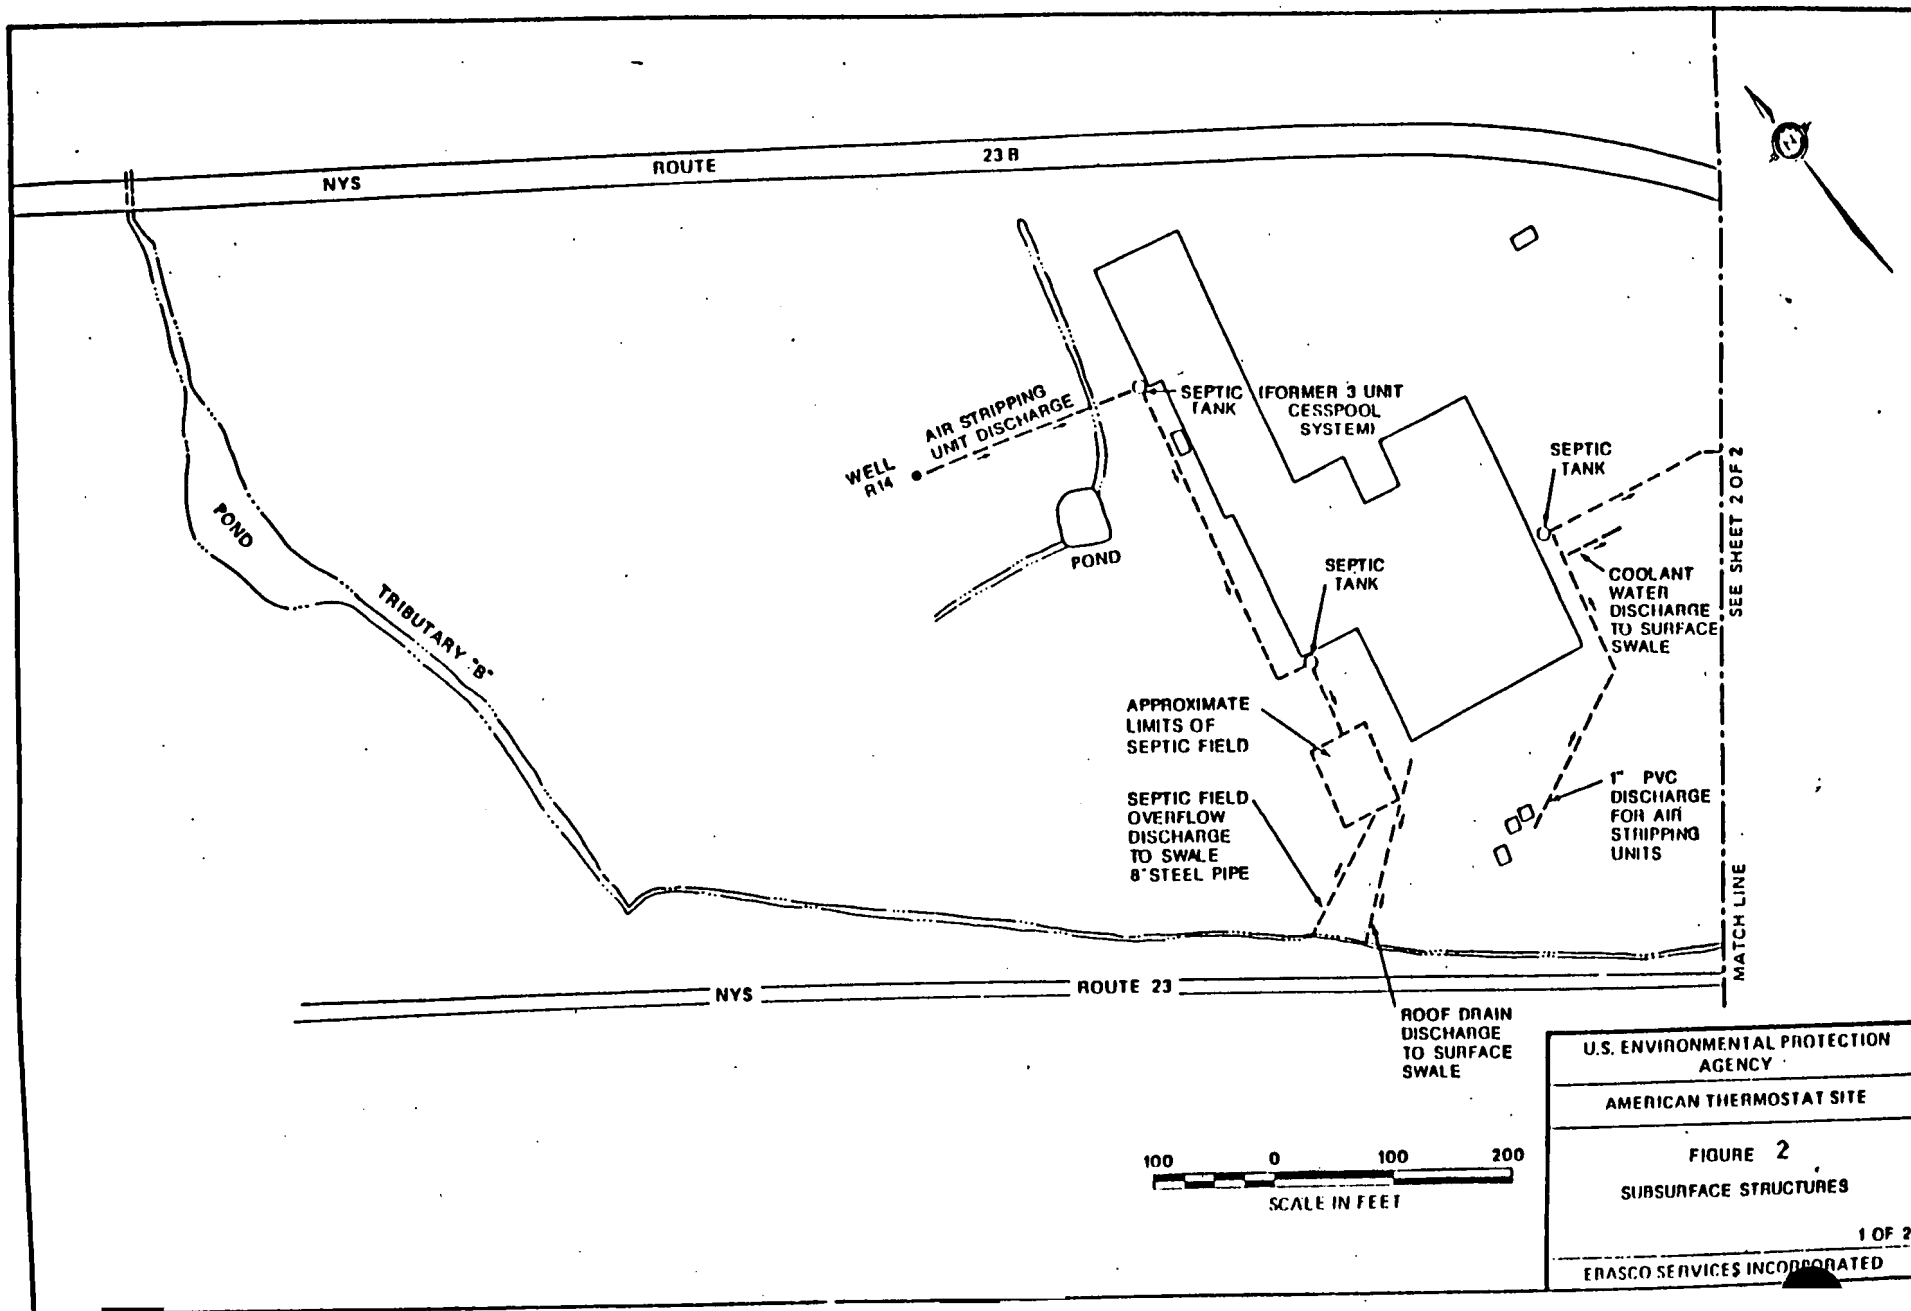 NYS ROUTE 23B
AIR STRIPPING
UNIT DISCHARGE
WELL
R14
SEPTIC
TANK
(FORMER 3 UNIT
CESSPOOL
SYSTEM)
SEPTIC
TANK
POND
POND
SEPTIC
TANK
TRIBUTARY "B"
COOLANT
WATER
DISCHARGE
TO SURFACE
SWALE
SEE SHEET 2 OF 2
APPROXIMATE
LIMITS OF
SEPTIC FIELD
SEPTIC FIELD
OVERFLOW
DISCHARGE
TO SWALE
8" STEEL PIPE
1" PVC
DISCHARGE
FOR AIR
STRIPPING
UNITS
MATCH LINE
NYS ROUTE 23
ROOF DRAIN
DISCHARGE
TO SURFACE
SWALE
100 0 100 200
SCALE IN FEET
U.S. ENVIRONMENTAL PROTECTION
AGENCY
AMERICAN THERMOSTAT SITE
FIGURE 2
SUBSURFACE STRUCTURES
1 OF 2
EBASCO SERVICES INCORPORATED